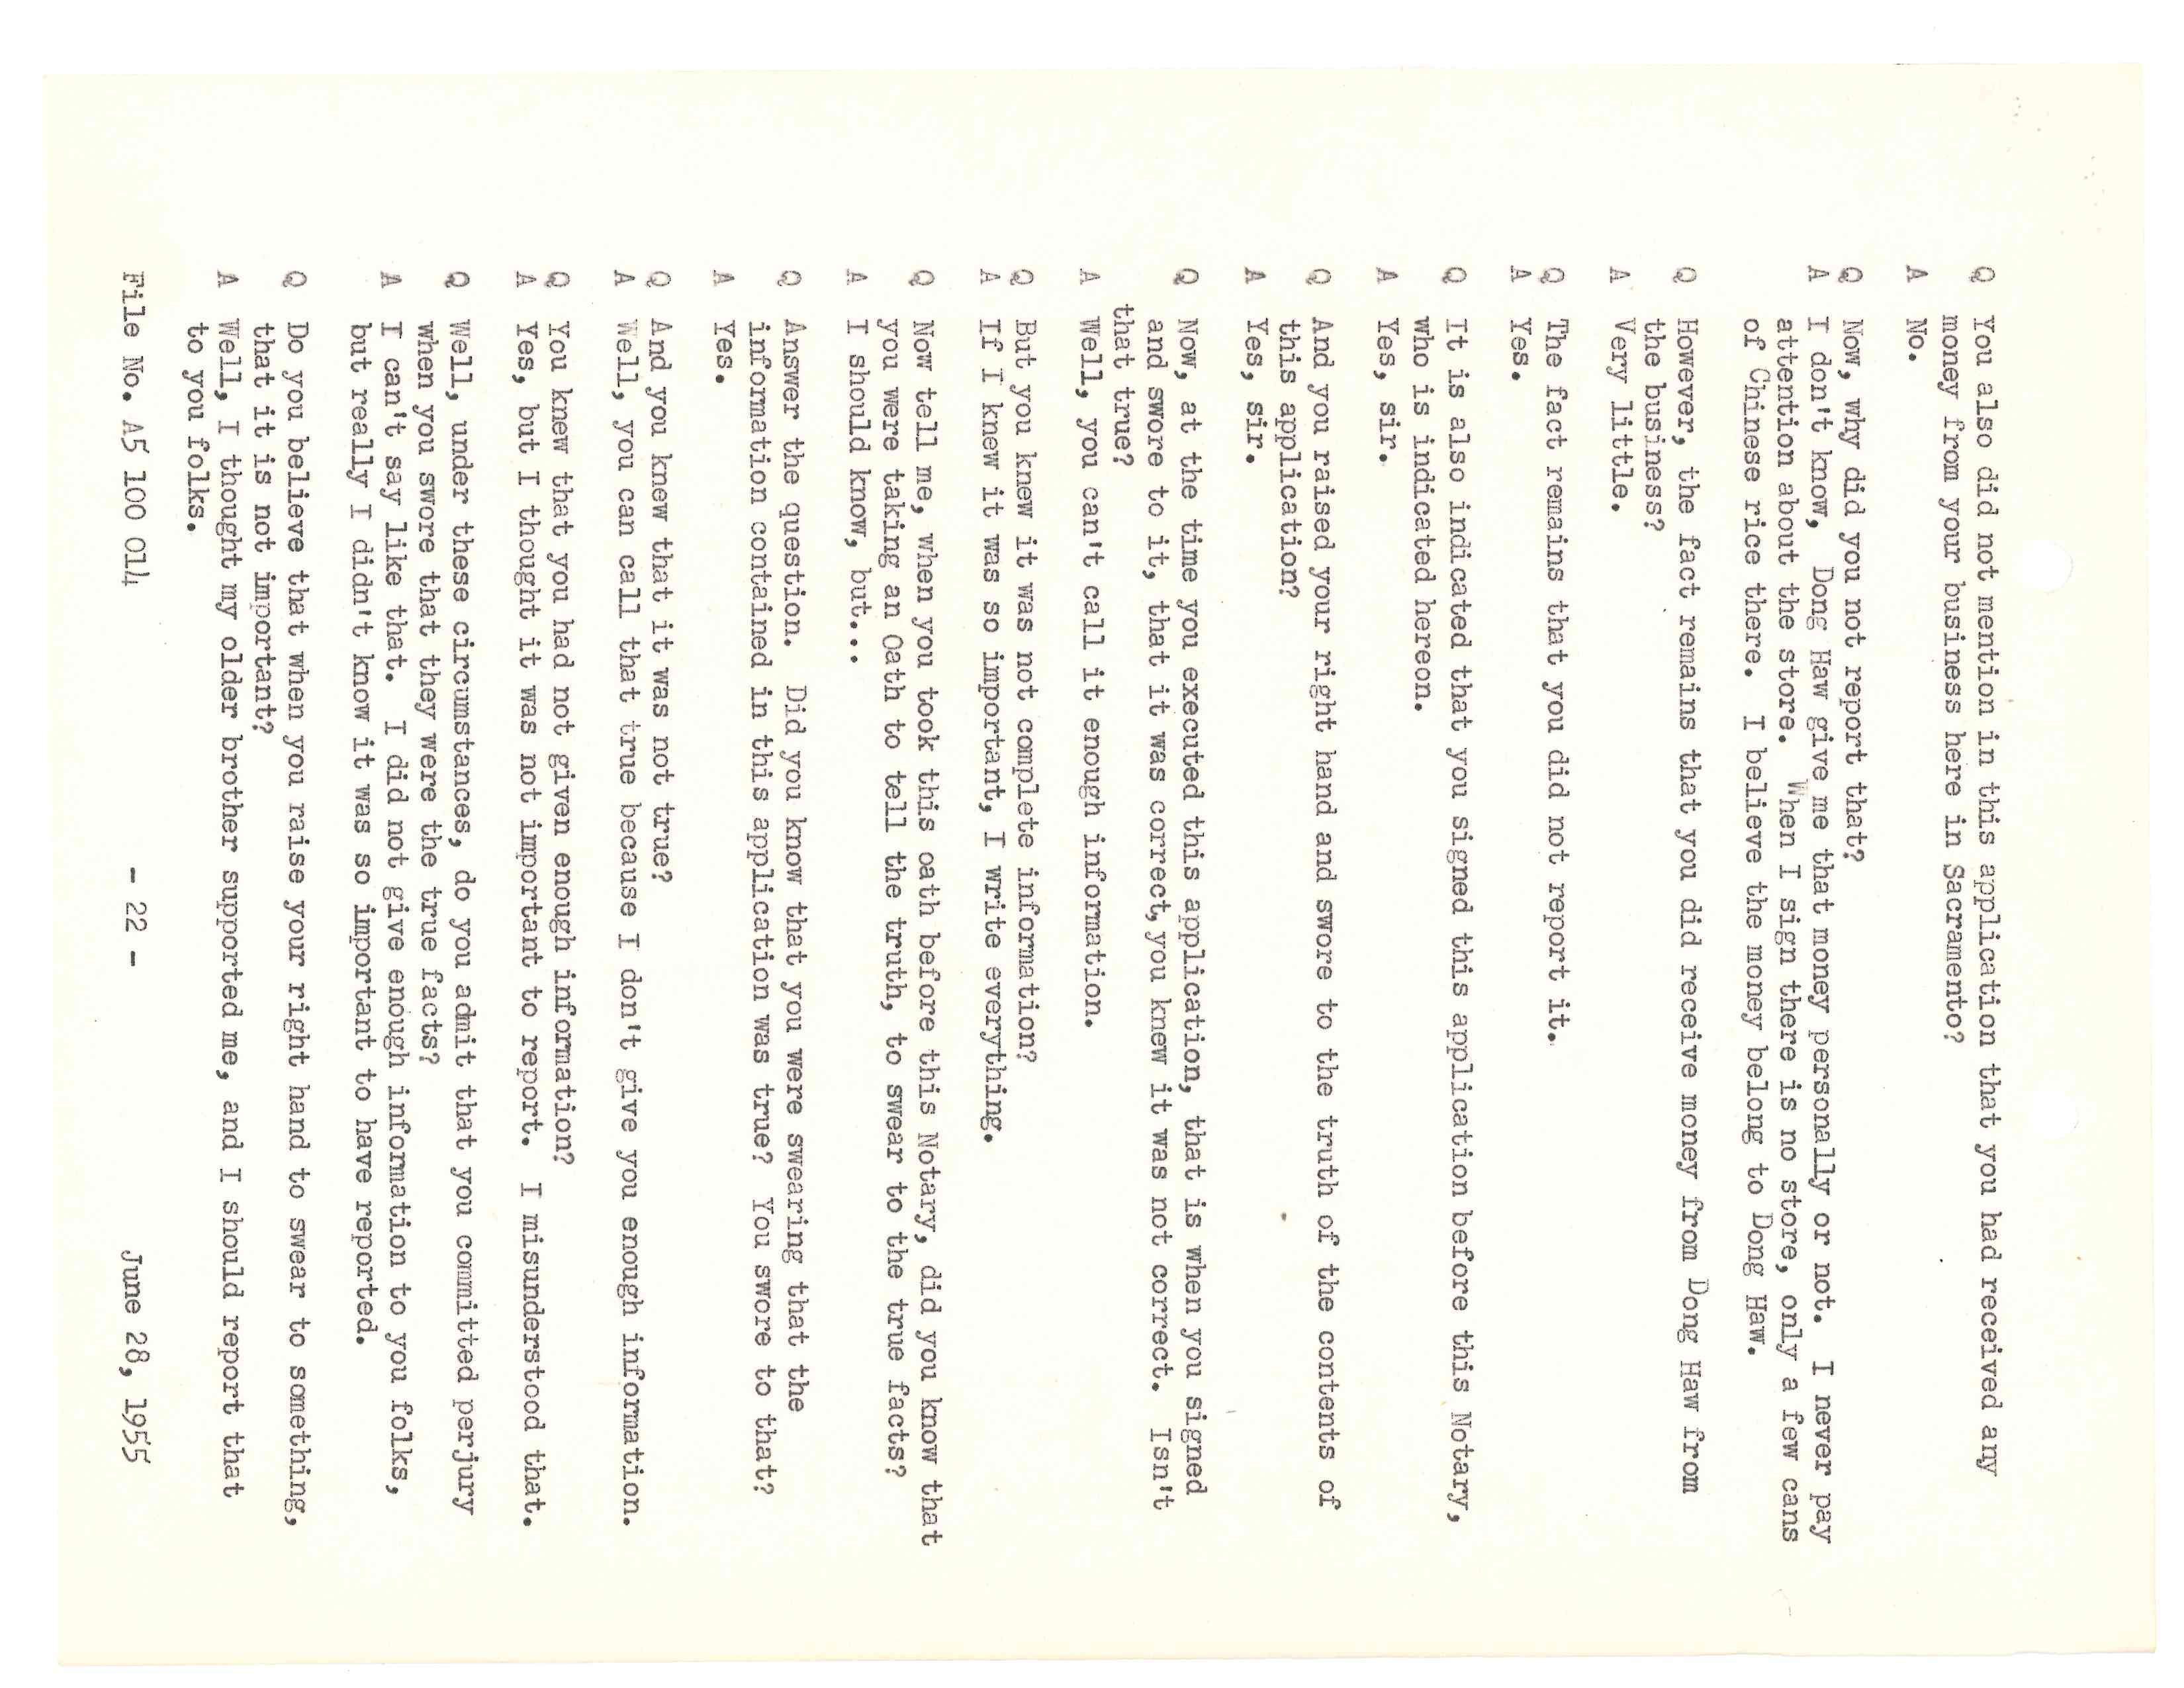 Q You also did not mention in this application that you had received any
money from your business here in Sacramento?
A No.
Q Now, why did you not report that?
A I don't know, Dong Haw give me that money personally or not. I never pay
attention about the store. When I sign there is no store, only a few cans
of Chinese rice there. I believe the money belong to Dong Haw.
Q However, the fact remains that you did receive money from Dong Haw from
the business?
A Very little.
Q The fact remains that you did not report it.
A Yes.
Q It is also indicated that you signed this application before this Notary,
who is indicated hereon.
A Yes, sir.
Q And you raised your right hand and swore to the truth of the contents of
this application?
A Yes, sir.
Q Now, at the time you executed this application, that is when you signed
and swore to it, that it was correct, you knew it was not correct. Isn't
that true?
A Well, you can't call it enough information.
Q But you knew it was not complete information?
A If I knew it was so important, I write everything.
Q Now tell me, when you took this oath before this Notary, did you know that
you were taking an Oath to tell the truth, to swear to the true facts?
A I should know, but...
Q Answer the question. Did you know that you were swearing that the
information contained in this application was true? You swore to that?
A Yes.
Q And you knew that it was not true?
A Well, you can call that true because I don't give you enough information.
Q You knew that you had not given enough information?
A Yes, but I thought it was not important to report. I misunderstood that.
Q Well, under these circumstances, do you admit that you committed perjury
when you swore that they were the true facts?
A I can't say like that. I did not give enough information to you folks,
but really I didn't know it was so important to have reported.
Q Do you believe that when you raise your right hand to swear to something,
that it is not important?
A Well, I thought my older brother supported me, and I should report that
to you folks.
File No. A5 100 014 - 22 - June 28, 1955